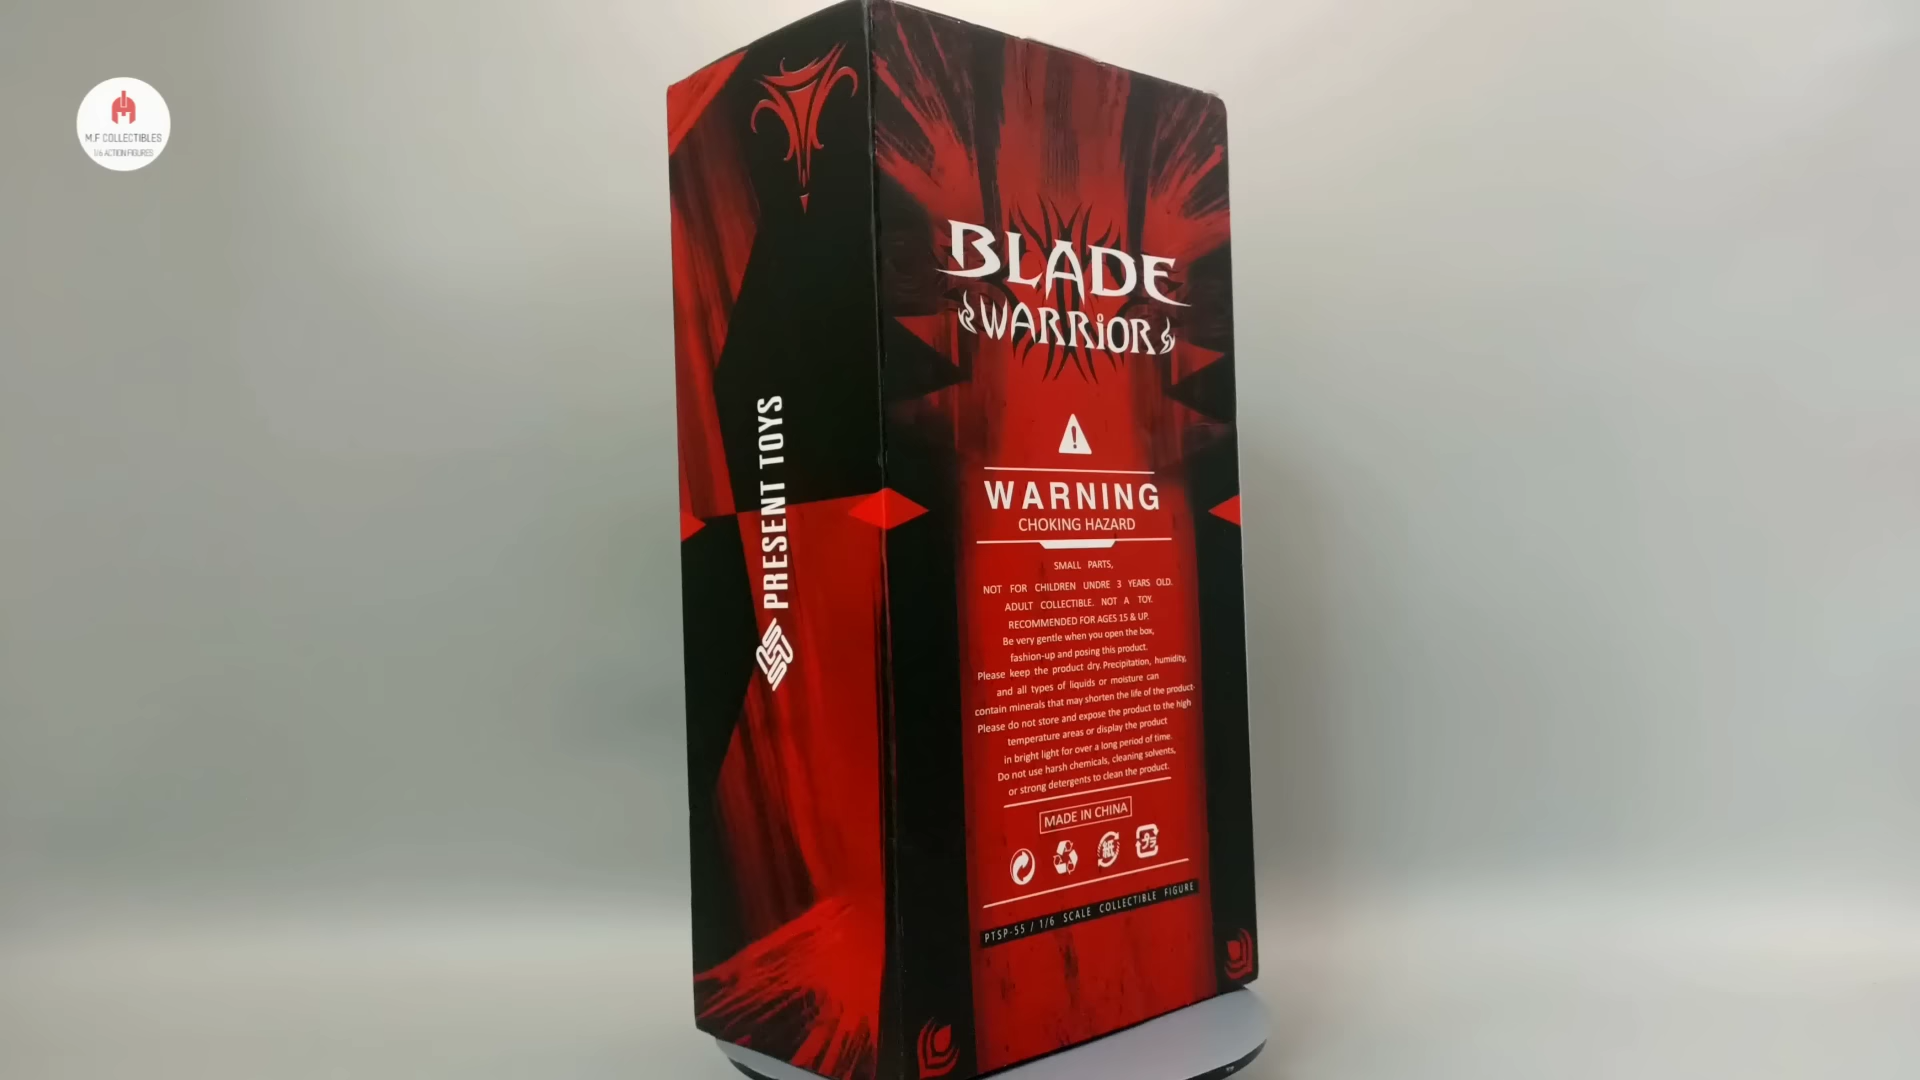 M.F COLLECTIBLES
1/6 ACTION FIGURES
PRESENT TOYS
BLADE
WARRiOR
WARNING
CHOKING HAZARD
SMALL PARTS,
NOT FOR CHILDREN UNDRE 3 YEARS OLD.
ADULT COLLECTIBLE. NOT A TOY.
RECOMMENDED FOR AGES 15 & UP.
Be very gentle when you open the box,
fashion-up and posing this product.
Please keep the product dry. Precipitation, humidity,
and all types of liquids or moisture can
contain minerals that may shorten the life of the product.
Please do not store and expose the product to the high
temperature areas or display the product
in bright light for over a long period of time.
Do not use harsh chemicals, cleaning solvents,
or strong detergents to clean the product.
MADE IN CHINA
紙 プラ
PTSP-55 / 1/6 SCALE COLLECTIBLE FIGURE